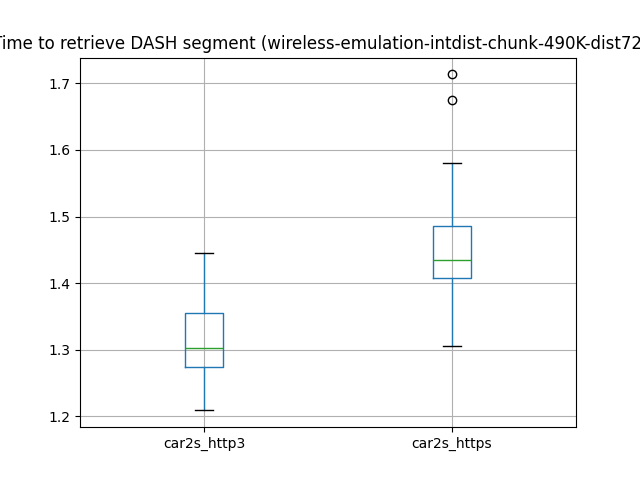 Time to retrieve DASH segment (wireless-emulation-intdist-chunk-490K-dist72
1.7
1.6
1.5
1.4
1.3
1.2
car2s_http3
car2s_https